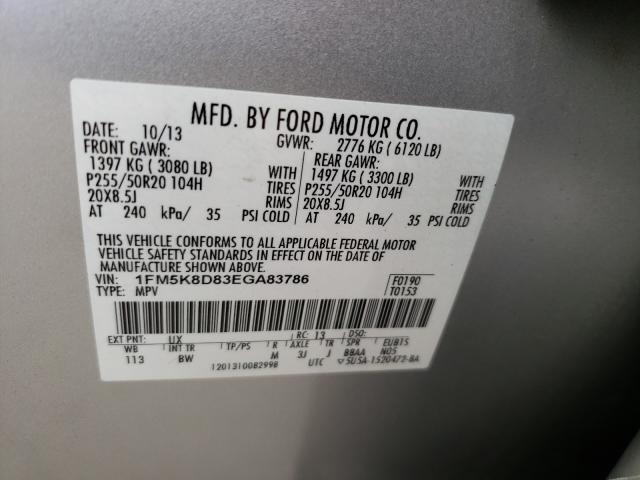 MFD. BY FORD MOTOR CO.
DATE: 10/13 GVWR: 2776 KG ( 6120 LB)
FRONT GAWR: REAR GAWR:
1397 KG ( 3080 LB) WITH 1497 KG ( 3300 LB) WITH
P255/50R20 104H TIRES P255/50R20 104H TIRES
20X8.5J RIMS 20X8.5J RIMS
AT 240 kPa/ 35 PSI COLD AT 240 kPa/ 35 PSI COLD
THIS VEHICLE CONFORMS TO ALL APPLICABLE FEDERAL MOTOR
VEHICLE SAFETY STANDARDS IN EFFECT ON THE DATE OF
MANUFACTURE SHOWN ABOVE.
VIN: 1FM5K8D83EGA83786 F0190
TYPE: MPV T0153
EXT PNT: UX RC: 13 DSO:
WB INT TR TP/PS R AXLE TR SPR EUB15
113 BW M 3J J BBAA N05
1201310082998 UTC 5U5A-1520472-BA